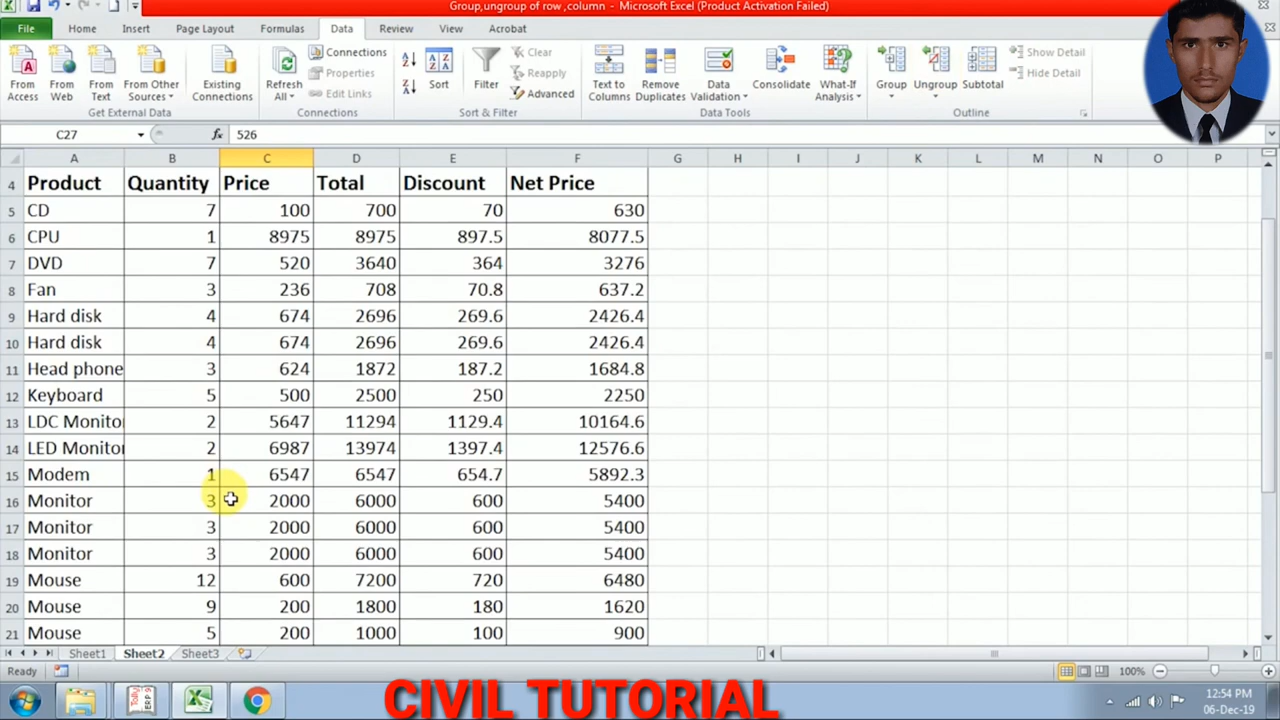 Group,ungroup of row ,column - Microsoft Excel (Product Activation Failed)
File Home Insert Page Layout Formulas Data Review View Acrobat
From Access
From Web
From Text
From Other Sources
Existing Connections
Refresh All
Connections
Properties
Edit Links
Sort
Filter
Clear
Reapply
Advanced
Text to Columns
Remove Duplicates
Data Validation
Consolidate
What-If Analysis
Group
Ungroup
Subtotal
Show Detail
Hide Detail
Get External Data Connections Sort & Filter Data Tools Outline
C27 fx 526
A B C D E F G H I J K L M N O P
4 Product Quantity Price Total Discount Net Price
5 CD 7 100 700 70 630
6 CPU 1 8975 8975 897.5 8077.5
7 DVD 7 520 3640 364 3276
8 Fan 3 236 708 70.8 637.2
9 Hard disk 4 674 2696 269.6 2426.4
10 Hard disk 4 674 2696 269.6 2426.4
11 Head phone 3 624 1872 187.2 1684.8
12 Keyboard 5 500 2500 250 2250
13 LDC Monitor 2 5647 11294 1129.4 10164.6
14 LED Monitor 2 6987 13974 1397.4 12576.6
15 Modem 1 6547 6547 654.7 5892.3
16 Monitor 3 2000 6000 600 5400
17 Monitor 3 2000 6000 600 5400
18 Monitor 3 2000 6000 600 5400
19 Mouse 12 600 7200 720 6480
20 Mouse 9 200 1800 180 1620
21 Mouse 5 200 1000 100 900
Sheet1 Sheet2 Sheet3
Ready 100%
Tally ERP 9
CIVIL TUTORIAL
12:54 PM
06-Dec-19